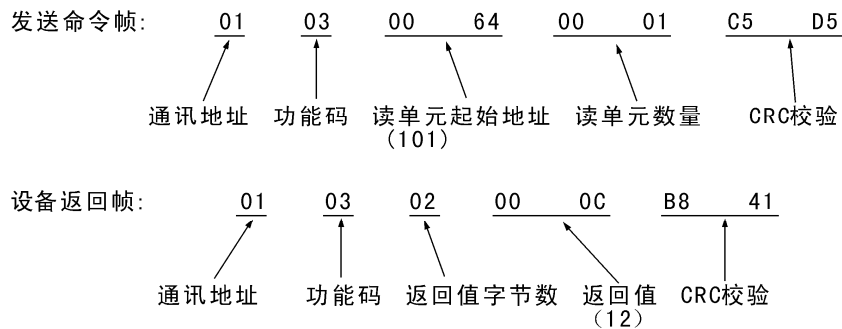 发送命令帧: 01 03 00 64 00 01 C5 D5
通讯地址 功能码 读单元起始地址 读单元数量 CRC校验
(101)
设备返回帧: 01 03 02 00 0C B8 41
通讯地址 功能码 返回值字节数 返回值 CRC校验
(12)